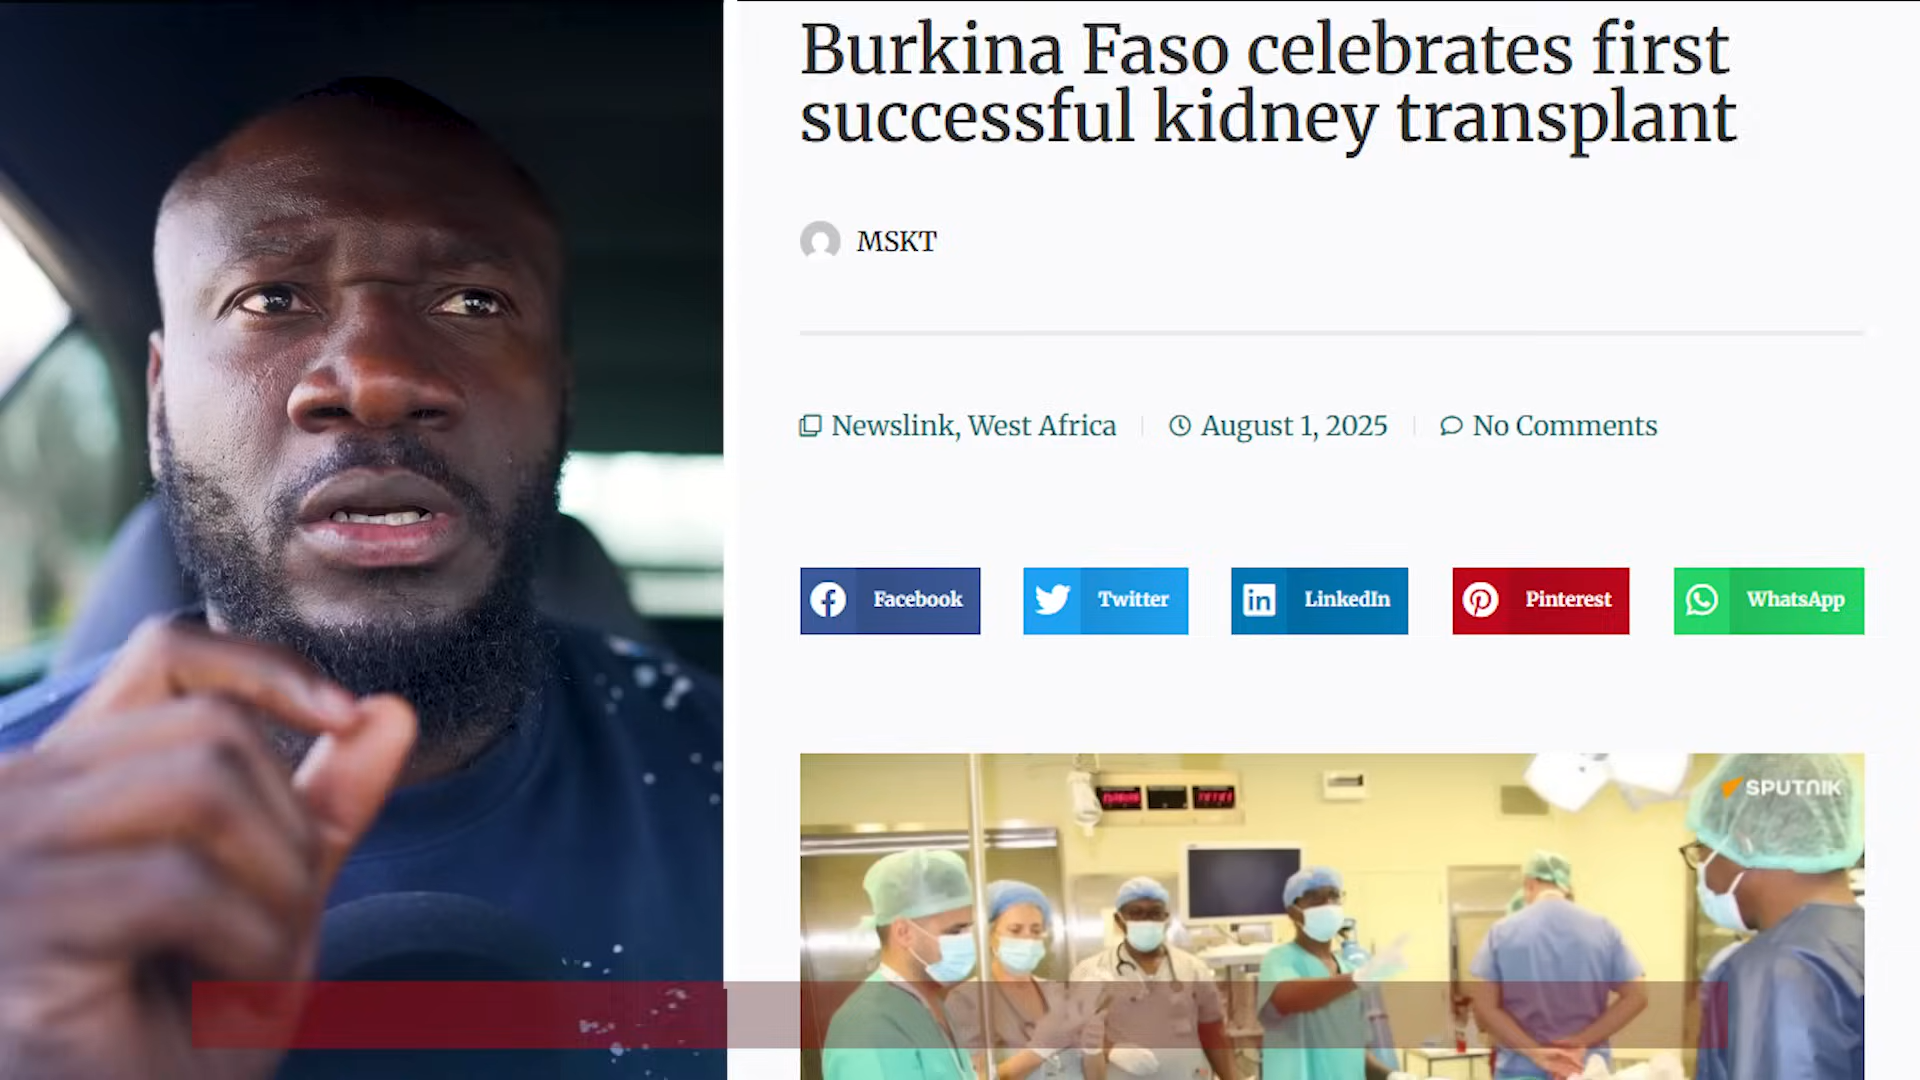 Burkina Faso celebrates first
successful kidney transplant
MSKT
Newslink, West Africa
August 1, 2025
No Comments
Facebook
Twitter
LinkedIn
Pinterest
WhatsApp
SPUTNIK